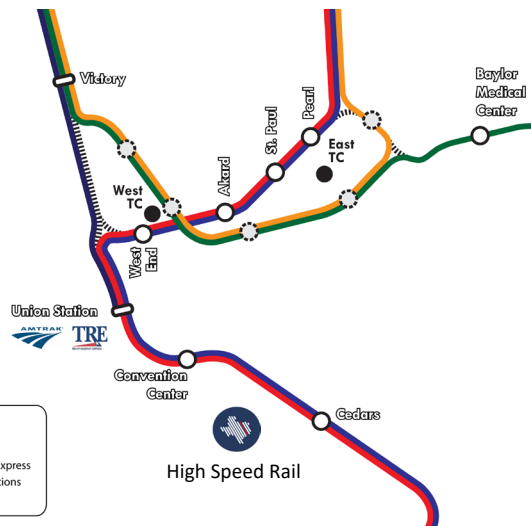 Victory
Baylor
Medical
Center
Pearl
St. Paul
East
TC
Akard
West
TC
West
End
Union Station
AMTRAK
TRE
Convention
Center
Cedars
High Speed Rail
xpress
tions